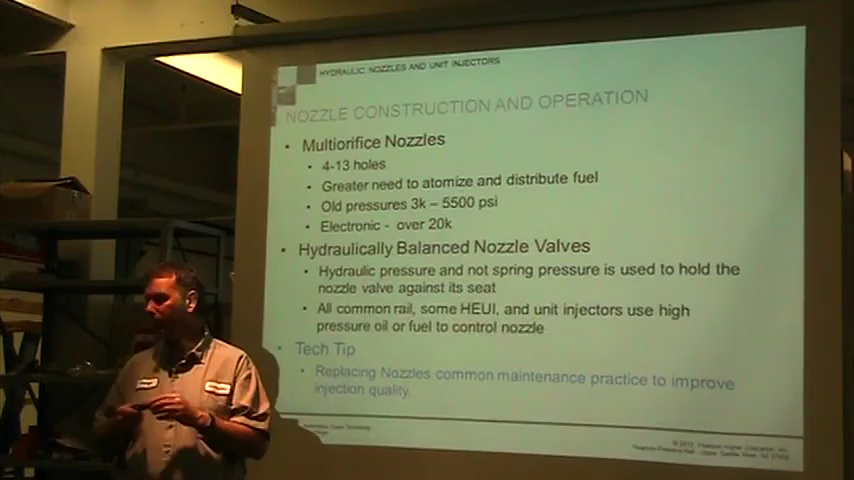 HYDRAULIC NOZZLES AND UNIT INJECTORS
NOZZLE CONSTRUCTION AND OPERATION
• Multiorifice Nozzles
• 4-13 holes
• Greater need to atomize and distribute fuel
• Old pressures 3k – 5500 psi
• Electronic - over 20k
• Hydraulically Balanced Nozzle Valves
• Hydraulic pressure and not spring pressure is used to hold the
nozzle valve against its seat
• All common rail, some HEUI, and unit injectors use high
pressure oil or fuel to control nozzle
• Tech Tip
• Replacing Nozzles common maintenance practice to improve
injection quality.